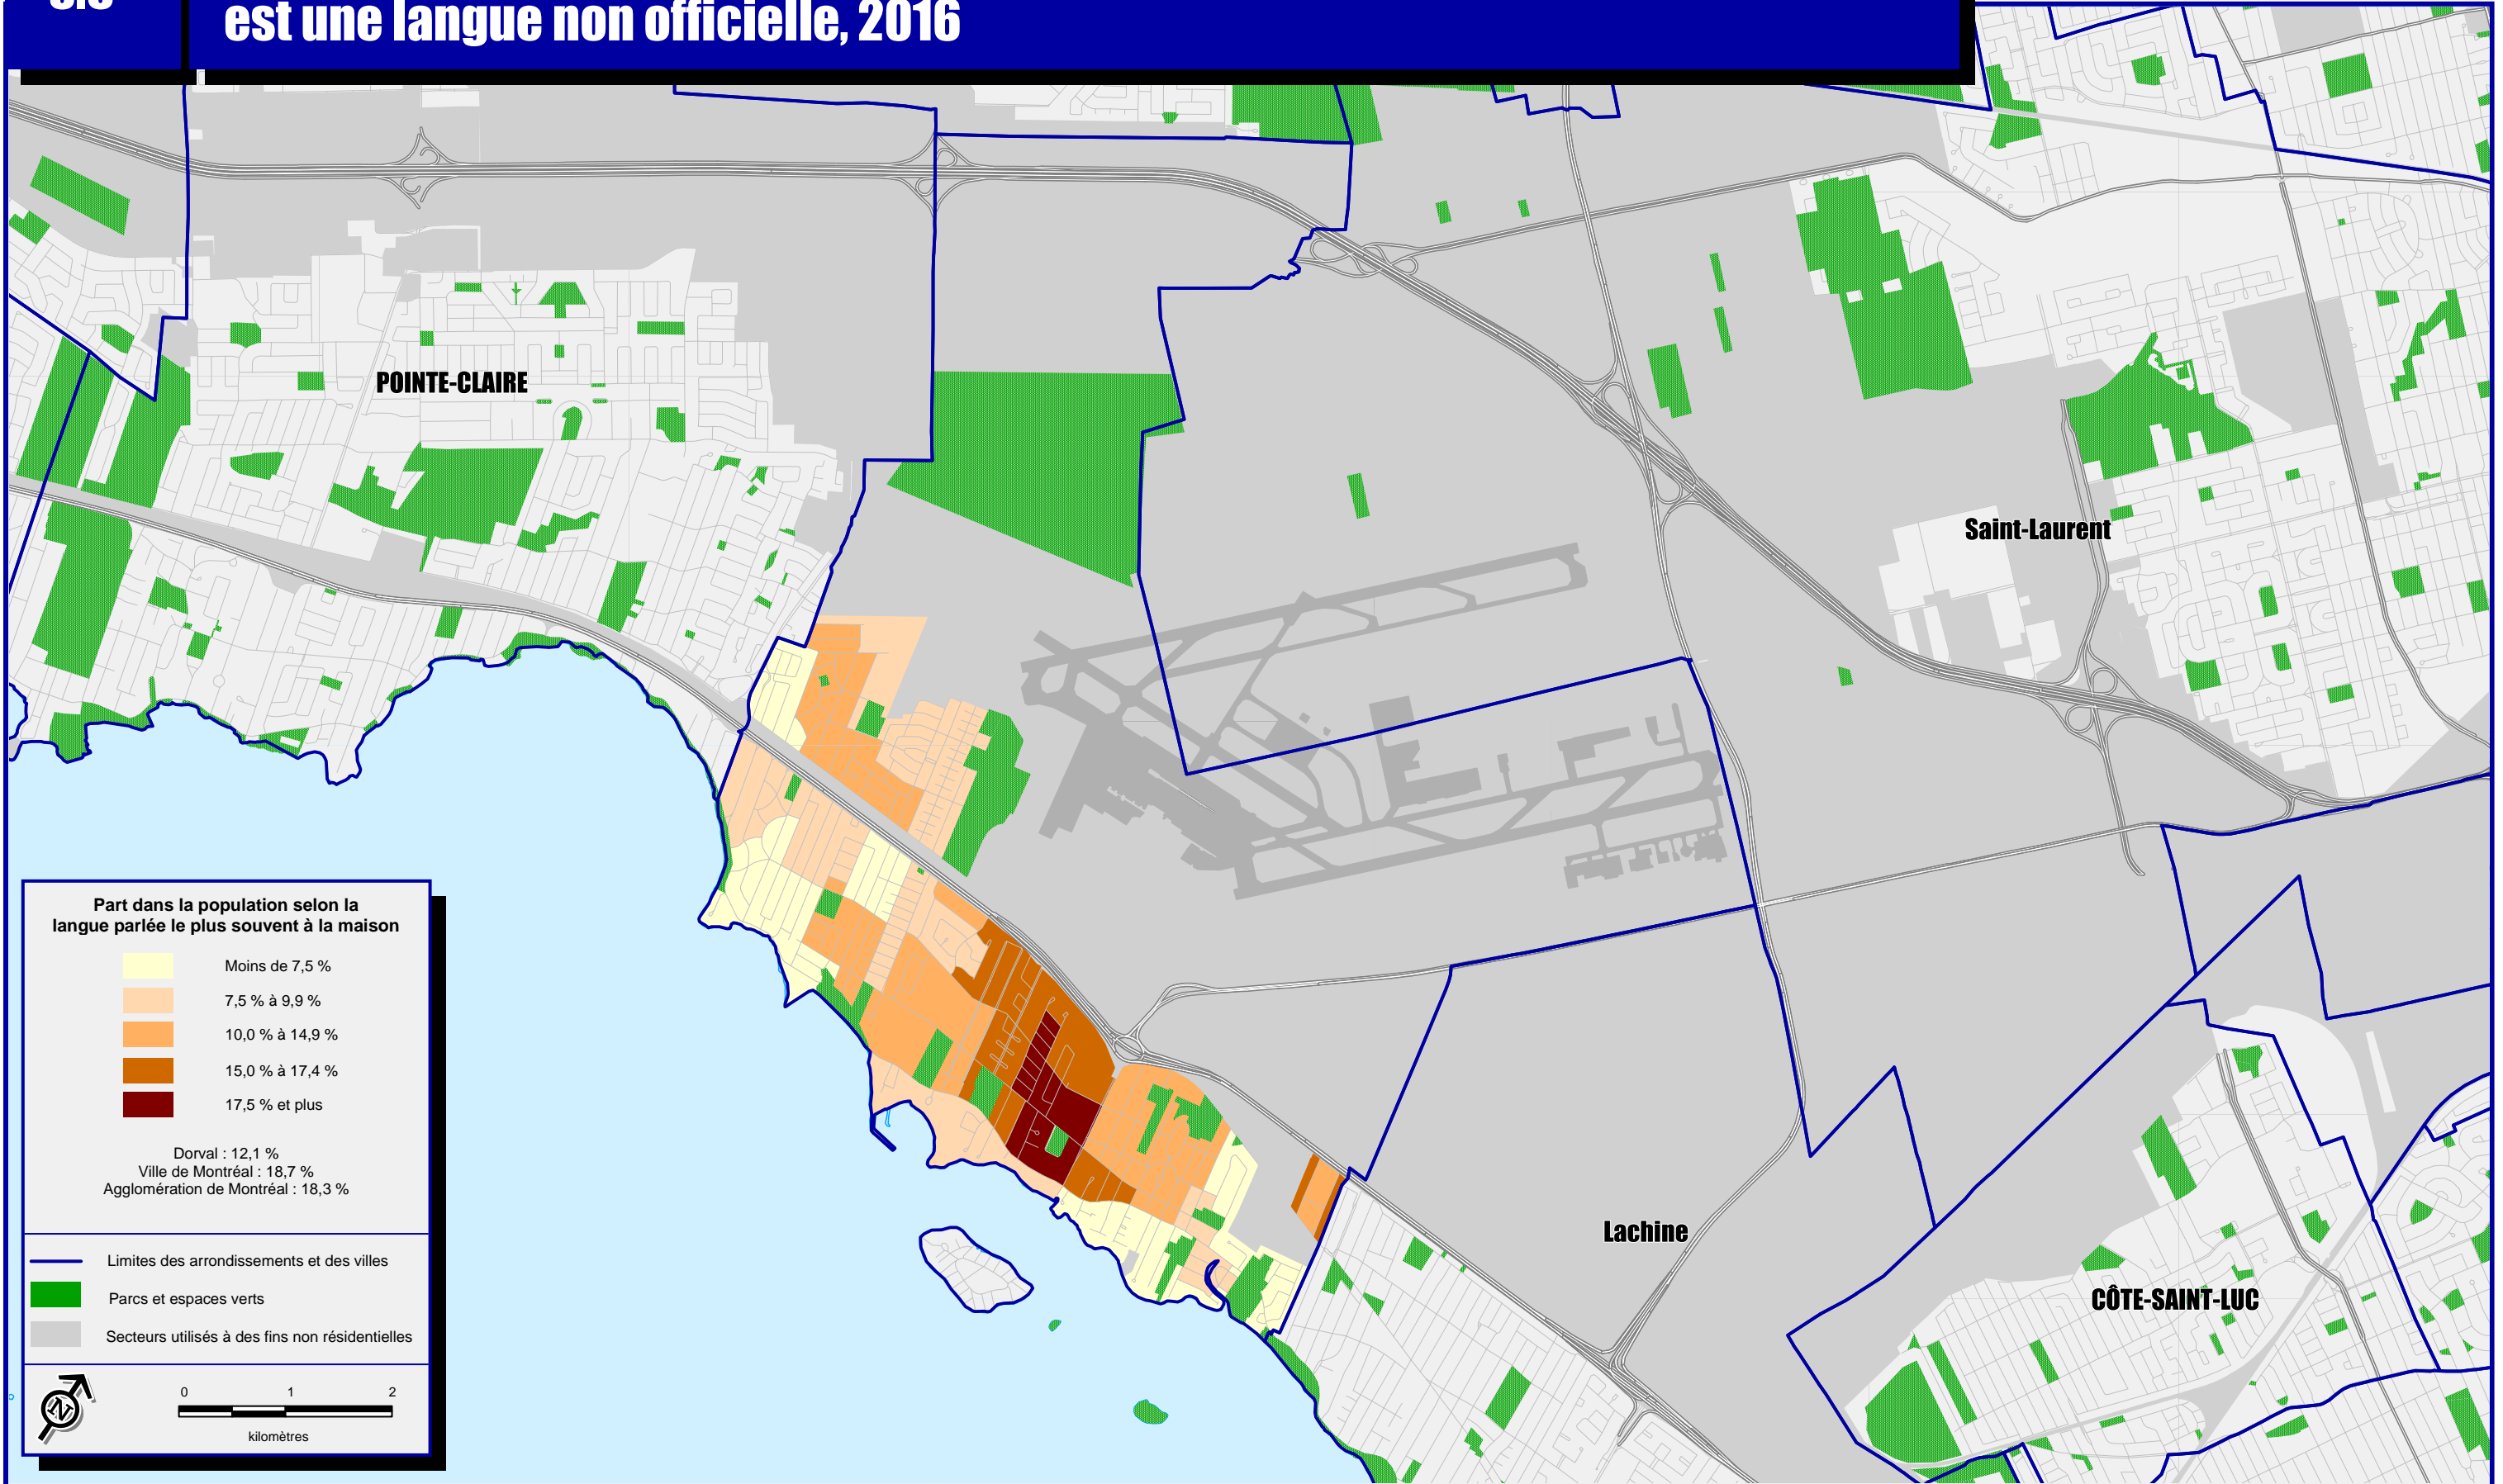 est une langue non officielle, 2016
POINTE-CLAIRE
Saint-Laurent
Lachine
CÔTE-SAINT-LUC
Part dans la population selon la
langue parlée le plus souvent à la maison
Moins de 7,5 %
7,5 % à 9,9 %
10,0 % à 14,9 %
15,0 % à 17,4 %
17,5 % et plus
Dorval : 12,1 %
Ville de Montréal : 18,7 %
Agglomération de Montréal : 18,3 %
Limites des arrondissements et des villes
Parcs et espaces verts
Secteurs utilisés à des fins non résidentielles
N
0 1 2
kilomètres